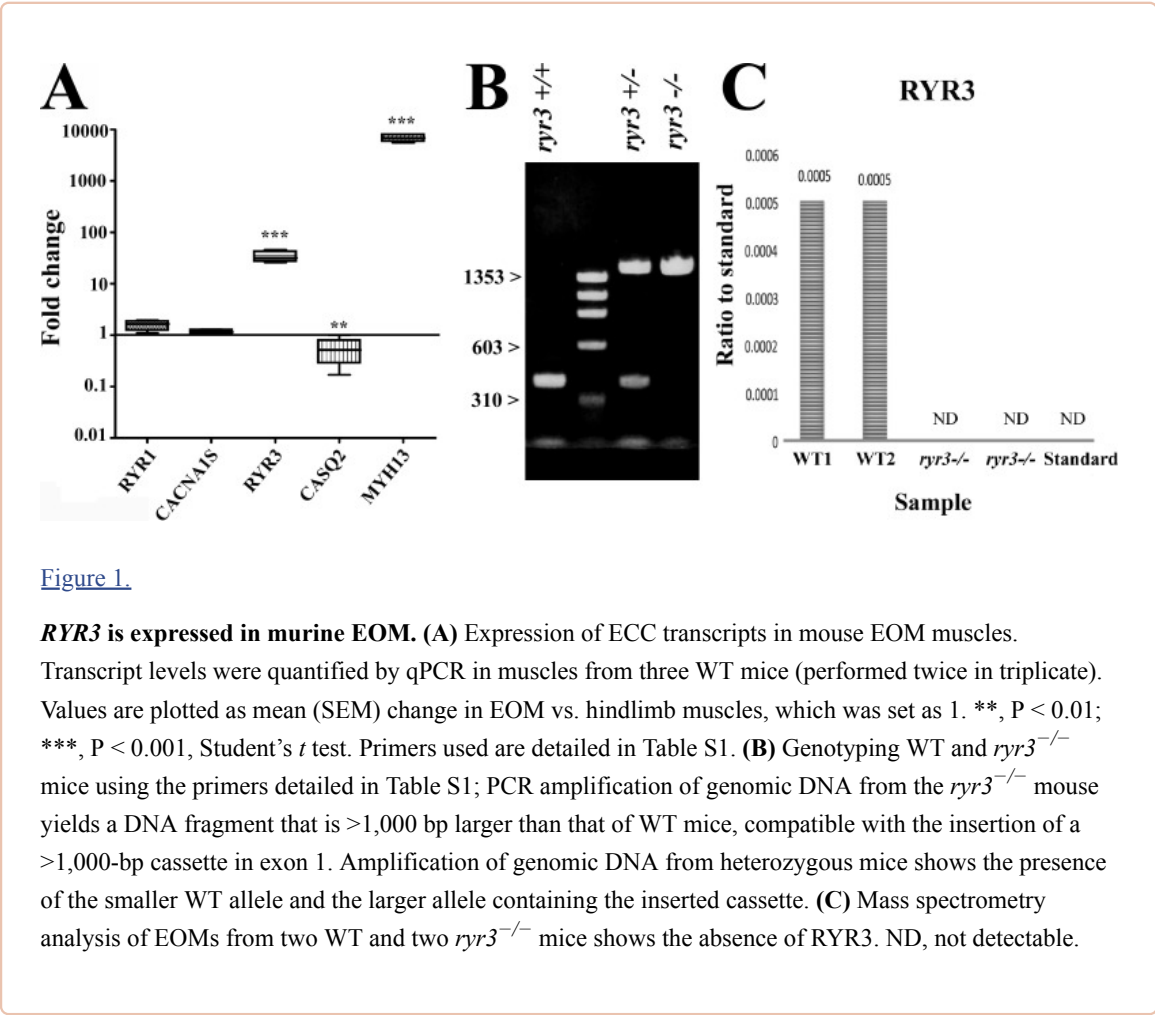 A
Fold change
10000
1000
100
10
1
0.1
0.01
***
***
**
RYR1
CACNA1S
RYR3
CASQ2
MYH13
B
ryr3 +/+
ryr3 +/-
ryr3 -/-
1353 >
603 >
310 >
C
RYR3
Ratio to standard
0.0006
0.0005
0.0004
0.0003
0.0002
0.0001
0
0.0005
0.0005
ND
ND
ND
WT1 WT2 ryr3-/- ryr3-/- Standard
Sample
Figure 1.
RYR3 is expressed in murine EOM. (A) Expression of ECC transcripts in mouse EOM muscles.
Transcript levels were quantified by qPCR in muscles from three WT mice (performed twice in triplicate).
Values are plotted as mean (SEM) change in EOM vs. hindlimb muscles, which was set as 1. **, P < 0.01;
***, P < 0.001, Student’s t test. Primers used are detailed in Table S1. (B) Genotyping WT and ryr3−/−
mice using the primers detailed in Table S1; PCR amplification of genomic DNA from the ryr3−/− mouse
yields a DNA fragment that is >1,000 bp larger than that of WT mice, compatible with the insertion of a
>1,000-bp cassette in exon 1. Amplification of genomic DNA from heterozygous mice shows the presence
of the smaller WT allele and the larger allele containing the inserted cassette. (C) Mass spectrometry
analysis of EOMs from two WT and two ryr3−/− mice shows the absence of RYR3. ND, not detectable.